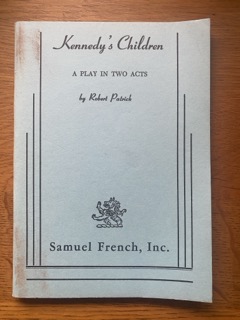 Kennedy's Children
A PLAY IN TWO ACTS
by Robert Patrick
Samuel French, Inc.